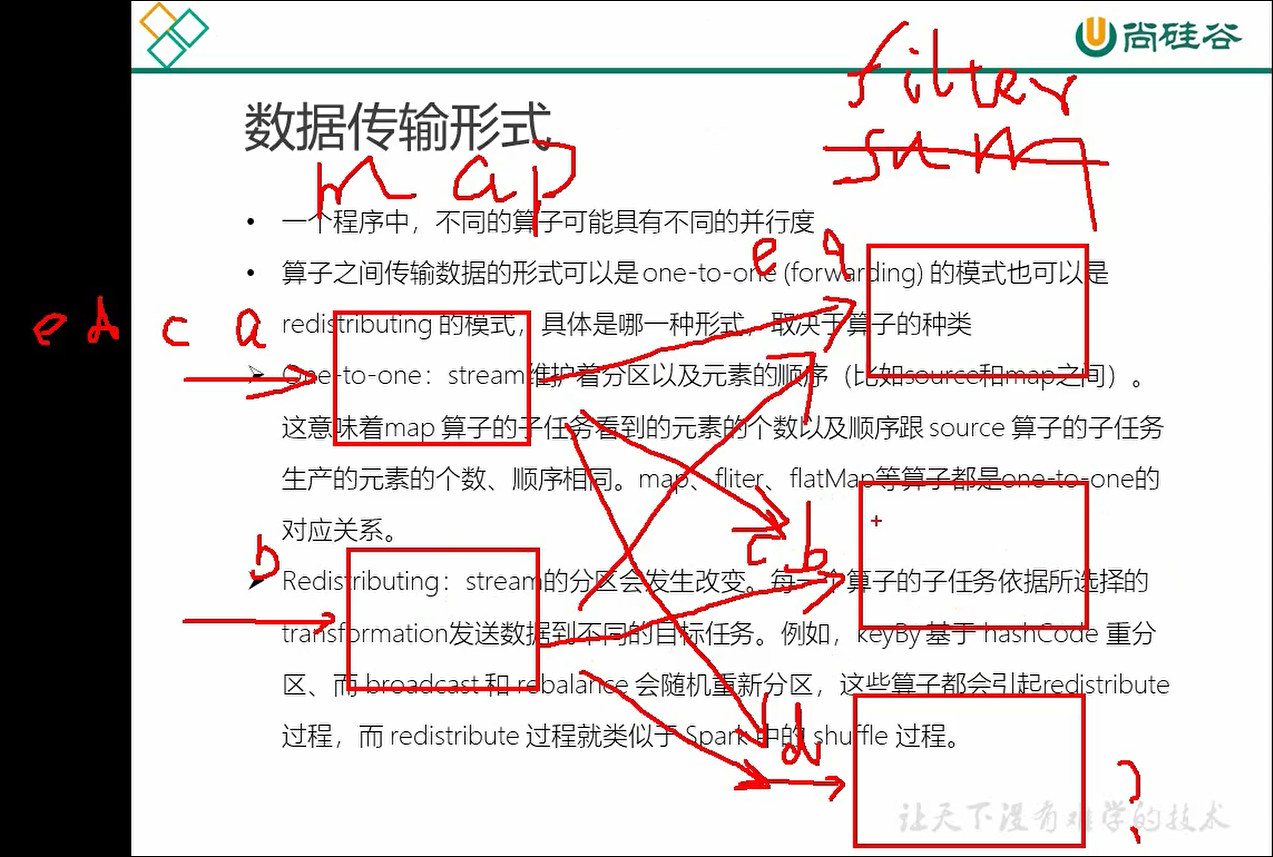 尚硅谷
filter
数据传输形式
sum
map
• 一个程序中，不同的算子可能具有不同的并行度
e a
• 算子之间传输数据的形式可以是 one-to-one (forwarding) 的模式也可以是
e d c a
redistributing 的模式，具体是哪一种形式，取决于算子的种类
➢ One-to-one：stream维护着分区以及元素的顺序（比如source和map之间）。
这意味着map 算子的子任务看到的元素的个数以及顺序跟 source 算子的子任务
生产的元素的个数、顺序相同。map、fliter、flatMap等算子都是one-to-one的
对应关系。
c b
b
➢ Redistributing：stream的分区会发生改变。每一个算子的子任务依据所选择的
transformation发送数据到不同的目标任务。例如，keyBy 基于 hashCode 重分
区、而 broadcast 和 rebalance 会随机重新分区，这些算子都会引起redistribute
过程，而 redistribute 过程就类似于 Spark 中的 shuffle 过程。
d
?
让天下没有难学的技术